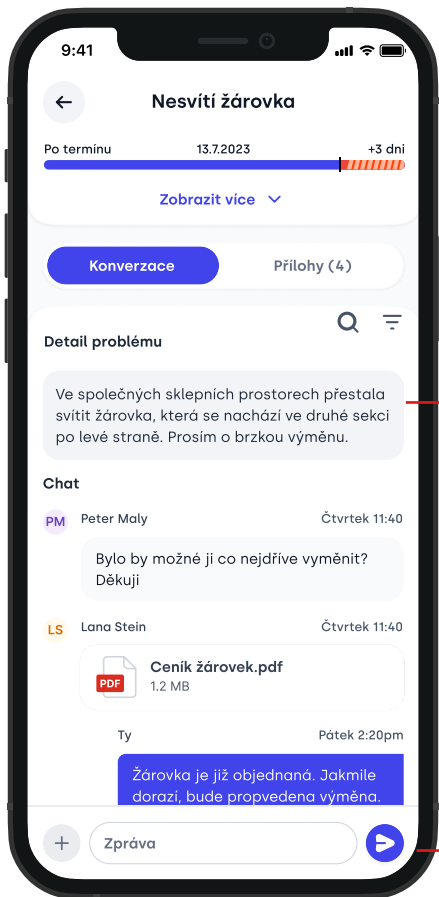 9:41
Nesvítí žárovka
Po termínu 13.7.2023 +3 dni
Zobrazit více
Konverzace Přílohy (4)
Detail problému
Ve společných sklepních prostorech přestala
svítit žárovka, která se nachází ve druhé sekci
po levé straně. Prosím o brzkou výměnu.
Chat
PM Peter Maly Čtvrtek 11:40
Bylo by možné ji co nejdříve vyměnit?
Děkuji
LS Lana Stein Čtvrtek 11:40
PDF Ceník žárovek.pdf
1.2 MB
Ty Pátek 2:20pm
Žárovka je již objednaná. Jakmile
dorazí, bude propvedena výměna.
Zpráva